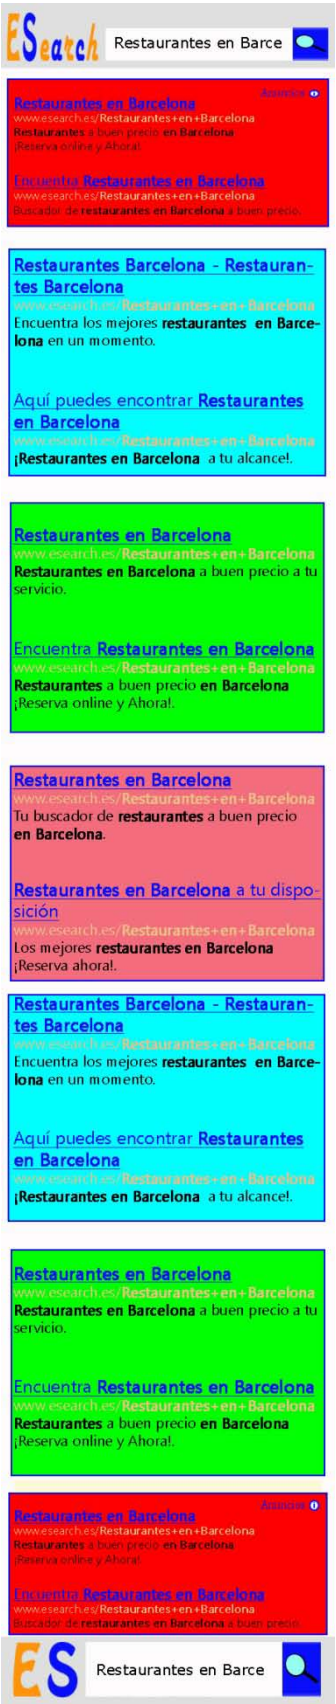 ESearch Restaurantes en Barce
Anuncios
Restaurantes en Barcelona
www.esearch.es/Restaurantes+en+Barcelona
Restaurantes a buen precio en Barcelona
¡Reserva online y Ahora!.
Encuentra Restaurantes en Barcelona
www.esearch.es/Restaurantes+en+Barcelona
Buscador de restaurantes en Barcelona a buen precio.
Restaurantes Barcelona - Restauran-
tes Barcelona
www.esearch.es/Restaurantes+en+Barcelona
Encuentra los mejores restaurantes en Barce-
lona en un momento.
Aquí puedes encontrar Restaurantes
en Barcelona
www.esearch.es/Restaurantes+en+Barcelona
¡Restaurantes en Barcelona a tu alcance!.
Restaurantes en Barcelona
www.esearch.es/Restaurantes+en+Barcelona
Restaurantes en Barcelona a buen precio a tu
servicio.
Encuentra Restaurantes en Barcelona
www.esearch.es/Restaurantes+en+Barcelona
Restaurantes a buen precio en Barcelona
¡Reserva online y Ahora!.
Restaurantes en Barcelona
www.esearch.es/Restaurantes+en+Barcelona
Tu buscador de restaurantes a buen precio
en Barcelona.
Restaurantes en Barcelona a tu dispo-
sición
www.esearch.es/Restaurantes+en+Barcelona
Los mejores restaurantes en Barcelona
¡Reserva ahora!.
Restaurantes Barcelona - Restauran-
tes Barcelona
www.esearch.es/Restaurantes+en+Barcelona
Encuentra los mejores restaurantes en Barce-
lona en un momento.
Aquí puedes encontrar Restaurantes
en Barcelona
www.esearch.es/Restaurantes+en+Barcelona
¡Restaurantes en Barcelona a tu alcance!.
Restaurantes en Barcelona
www.esearch.es/Restaurantes+en+Barcelona
Restaurantes en Barcelona a buen precio a tu
servicio.
Encuentra Restaurantes en Barcelona
www.esearch.es/Restaurantes+en+Barcelona
Restaurantes a buen precio en Barcelona
¡Reserva online y Ahora!.
Anuncios
Restaurantes en Barcelona
www.esearch.es/Restaurantes+en+Barcelona
Restaurantes a buen precio en Barcelona
¡Reserva online y Ahora!.
Encuentra Restaurantes en Barcelona
www.esearch.es/Restaurantes+en+Barcelona
Buscador de restaurantes en Barcelona a buen precio.
ES Restaurantes en Barce